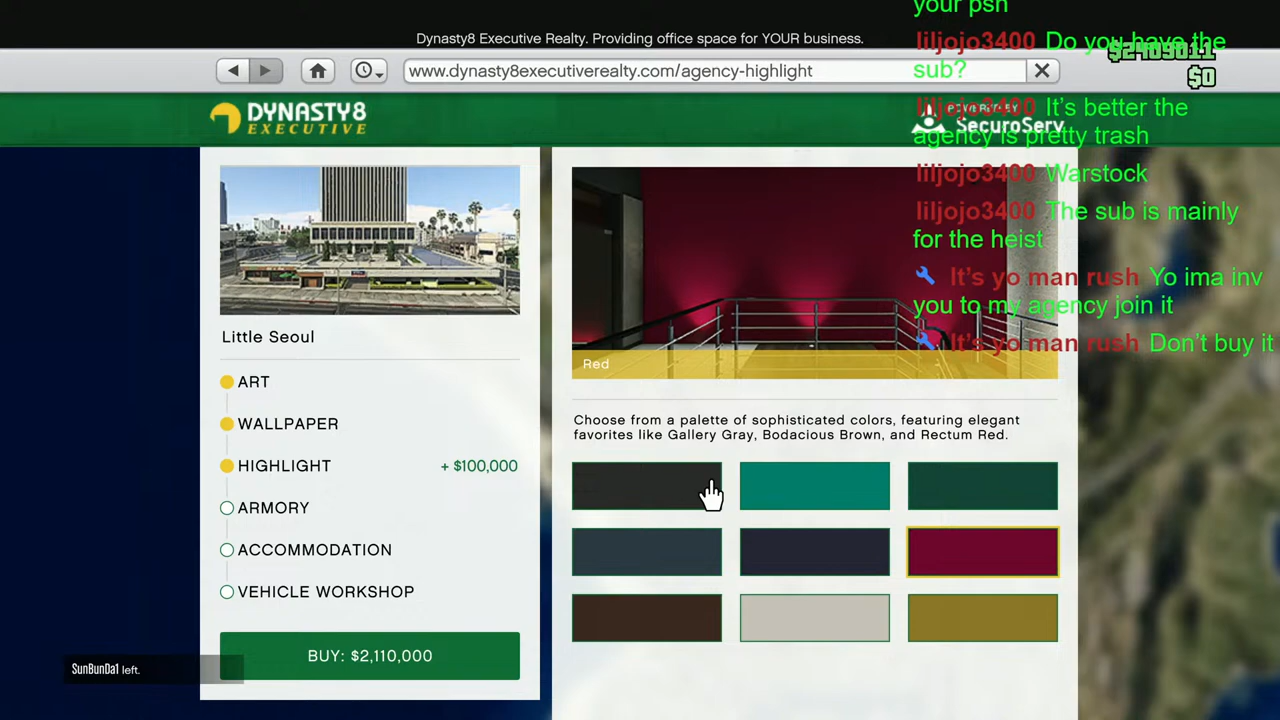 your psn
Dynasty8 Executive Realty. Providing office space for YOUR business.
liljojo3400 Do you have the
sub?
$0
www.dynasty8executiverealty.com/agency-highlight
DYNASTY8
EXECUTIVE
SecuroServ
liljojo3400 It's better the
agency is pretty trash
liljojo3400 Warstock
liljojo3400 The sub is mainly
for the heist
It's yo man rush Yo ima inv
you to my agency join it
It's yo man rush Don't buy it
Little Seoul
ART
WALLPAPER
HIGHLIGHT + $100,000
ARMORY
ACCOMMODATION
VEHICLE WORKSHOP
BUY: $2,110,000
Red
Choose from a palette of sophisticated colors, featuring elegant
favorites like Gallery Gray, Bodacious Brown, and Rectum Red.
SunBunDa1 left.